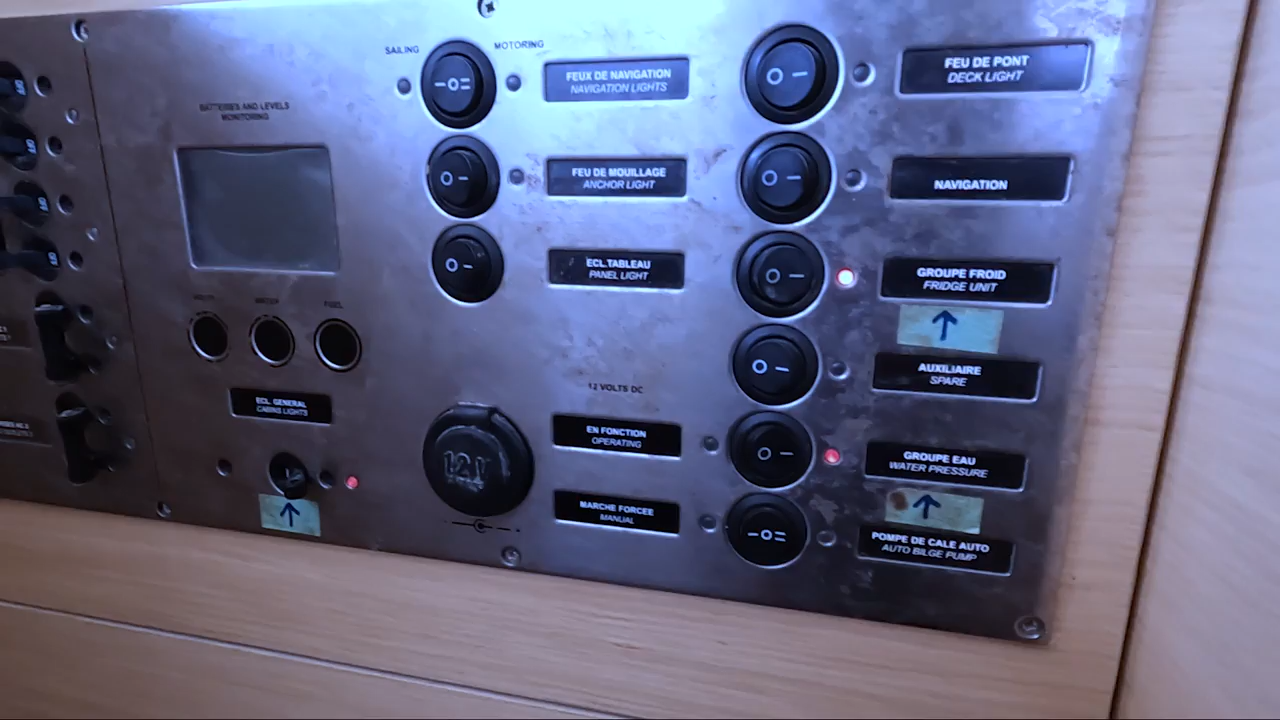 SAILING
MOTORING
FEUX DE NAVIGATION
NAVIGATION LIGHTS
FEU DE PONT
DECK LIGHT
BATTERIES AND LEVELS
MONITORING
FEU DE MOUILLAGE
ANCHOR LIGHT
NAVIGATION
ECL.TABLEAU
PANEL LIGHT
GROUPE FROID
FRIDGE UNIT
WATER
FUEL
AUXILIAIRE
SPARE
12 VOLTS DC
ECL. GENERAL
CABINS LIGHTS
12V
EN FONCTION
OPERATING
GROUPE EAU
WATER PRESSURE
MARCHE FORCEE
MANUAL
POMPE DE CALE AUTO
AUTO BILGE PUMP